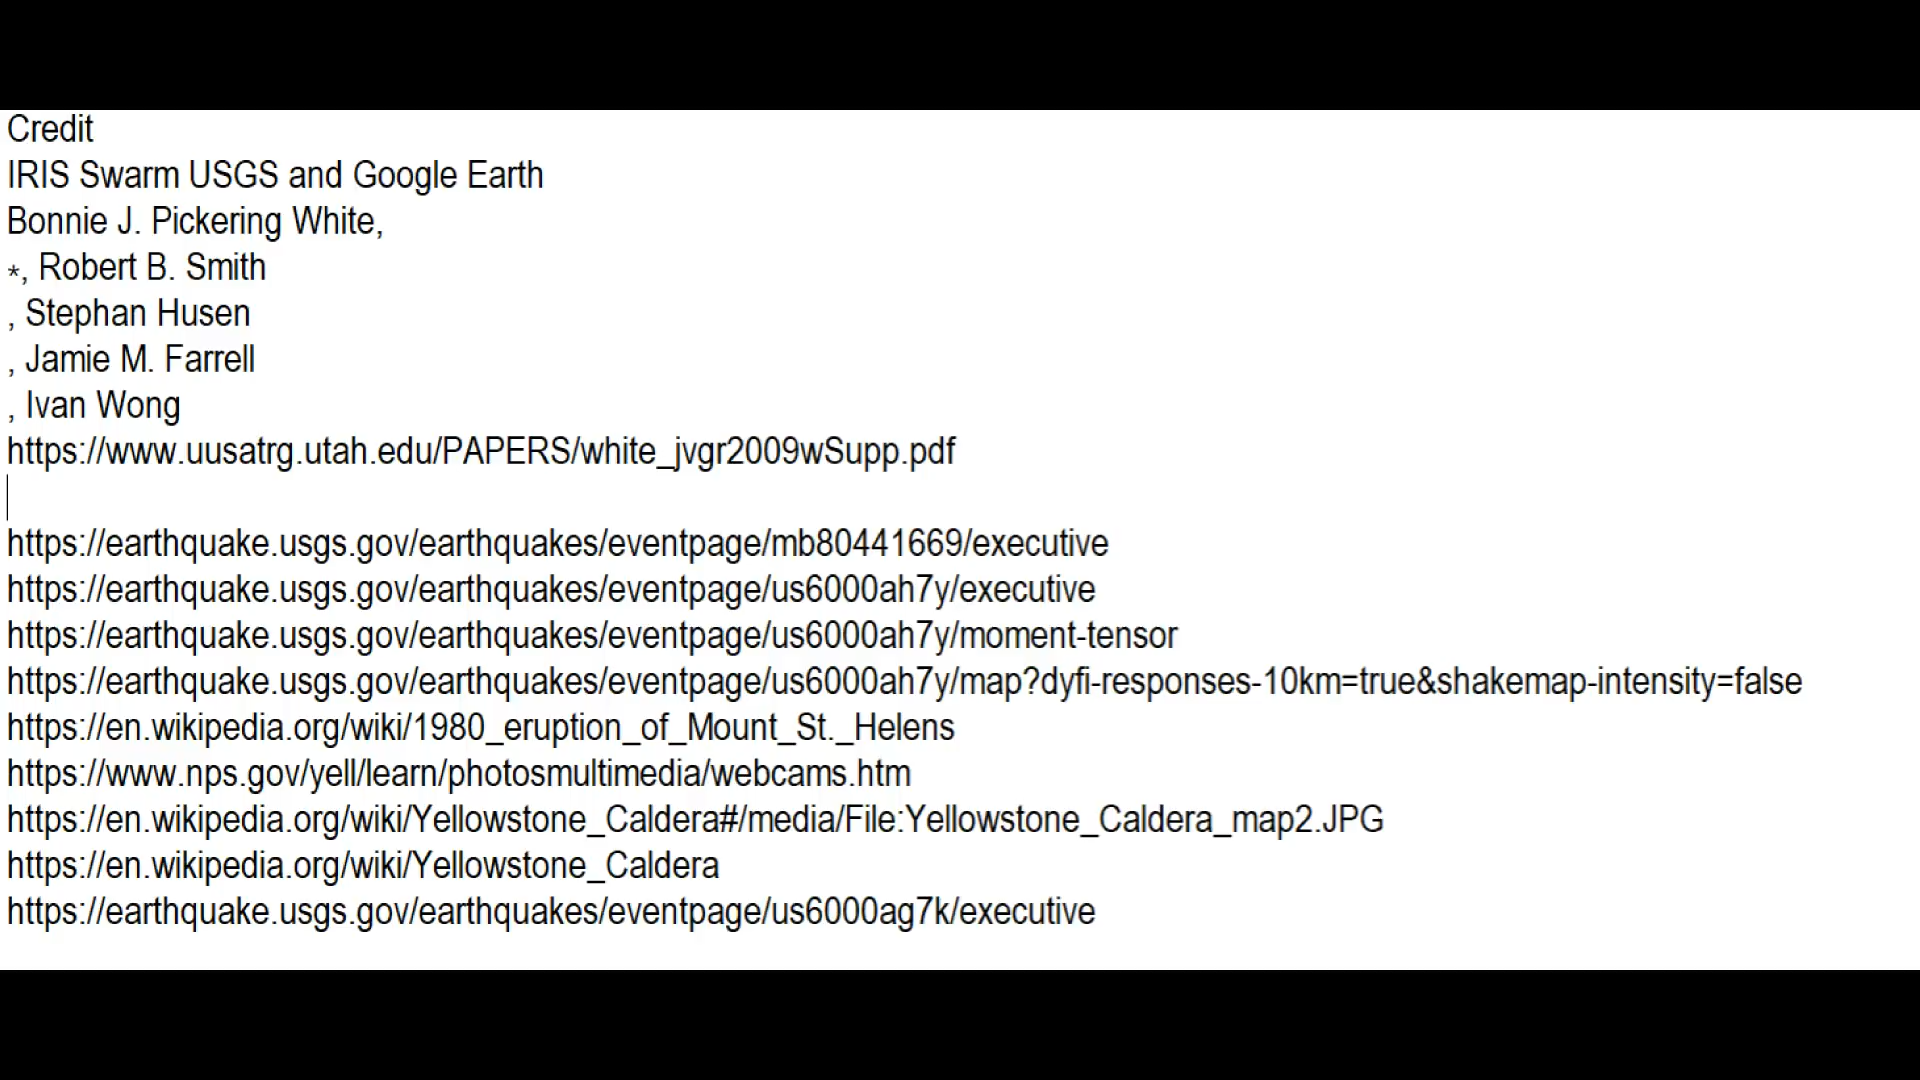 Credit
IRIS Swarm USGS and Google Earth
Bonnie J. Pickering White,
*, Robert B. Smith
, Stephan Husen
, Jamie M. Farrell
, Ivan Wong
https://www.uusatrg.utah.edu/PAPERS/white_jvgr2009wSupp.pdf
https://earthquake.usgs.gov/earthquakes/eventpage/mb80441669/executive
https://earthquake.usgs.gov/earthquakes/eventpage/us6000ah7y/executive
https://earthquake.usgs.gov/earthquakes/eventpage/us6000ah7y/moment-tensor
https://earthquake.usgs.gov/earthquakes/eventpage/us6000ah7y/map?dyfi-responses-10km=true&shakemap-intensity=false
https://en.wikipedia.org/wiki/1980_eruption_of_Mount_St._Helens
https://www.nps.gov/yell/learn/photosmultimedia/webcams.htm
https://en.wikipedia.org/wiki/Yellowstone_Caldera#/media/File:Yellowstone_Caldera_map2.JPG
https://en.wikipedia.org/wiki/Yellowstone_Caldera
https://earthquake.usgs.gov/earthquakes/eventpage/us6000ag7k/executive